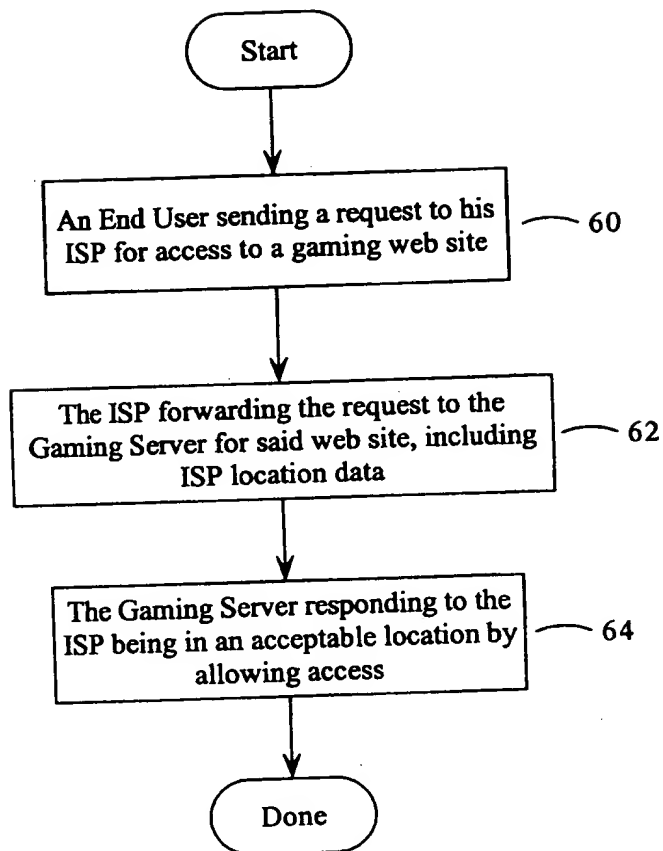 Start
An End User sending a request to his
ISP for access to a gaming web site
60
The ISP forwarding the request to the
Gaming Server for said web site, including
ISP location data
62
The Gaming Server responding to the
ISP being in an acceptable location by
allowing access
64
Done